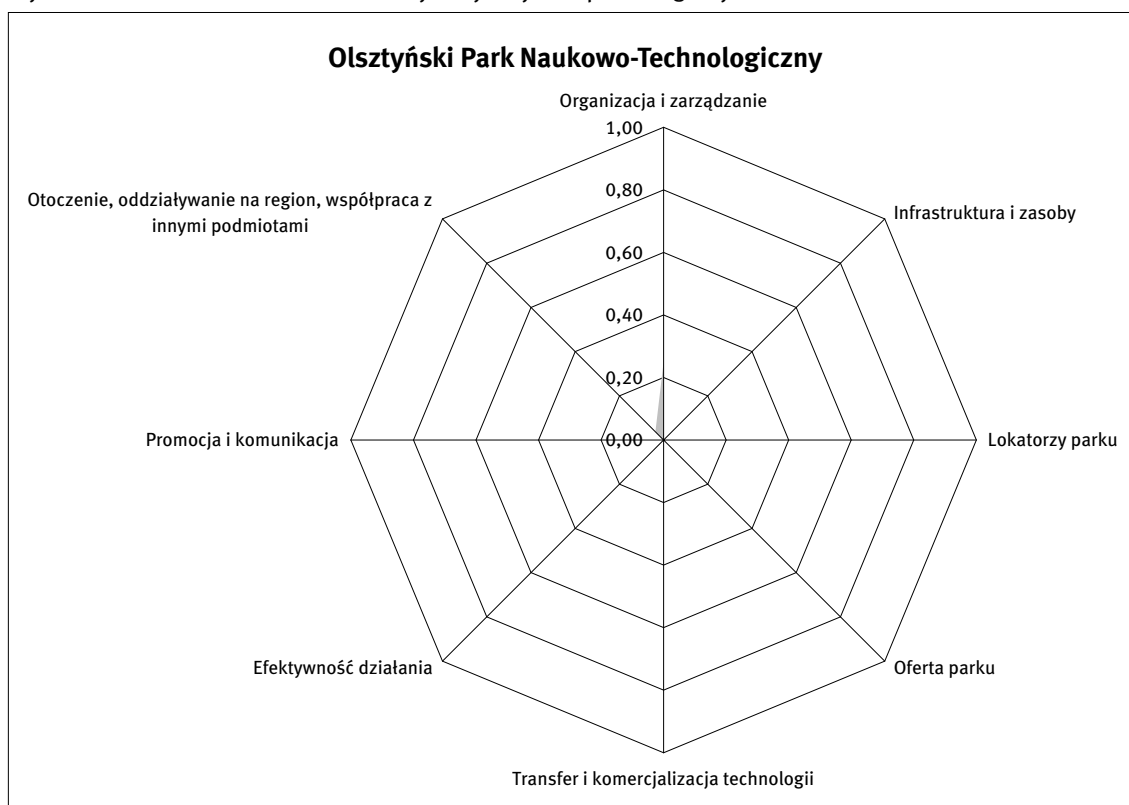 Olsztyński Park Naukowo-Technologiczny
Organizacja i zarządzanie
1,00
0,80
0,60
0,40
0,20
0,00
Infrastruktura i zasoby
Lokatorzy parku
Oferta parku
Transfer i komercjalizacja technologii
Efektywność działania
Promocja i komunikacja
Otoczenie, oddziaływanie na region, współpraca z
innymi podmiotami